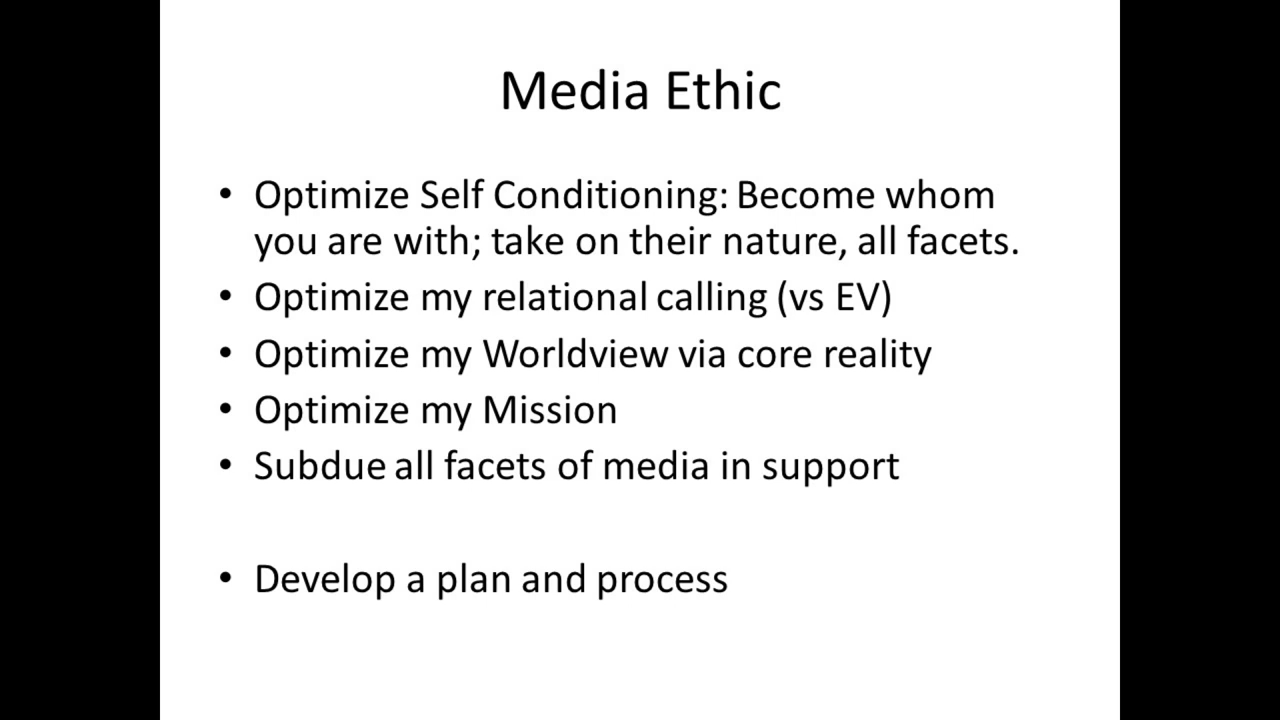 Media Ethic
• Optimize Self Conditioning: Become whom
you are with; take on their nature, all facets.
• Optimize my relational calling (vs EV)
• Optimize my Worldview via core reality
• Optimize my Mission
• Subdue all facets of media in support
• Develop a plan and process